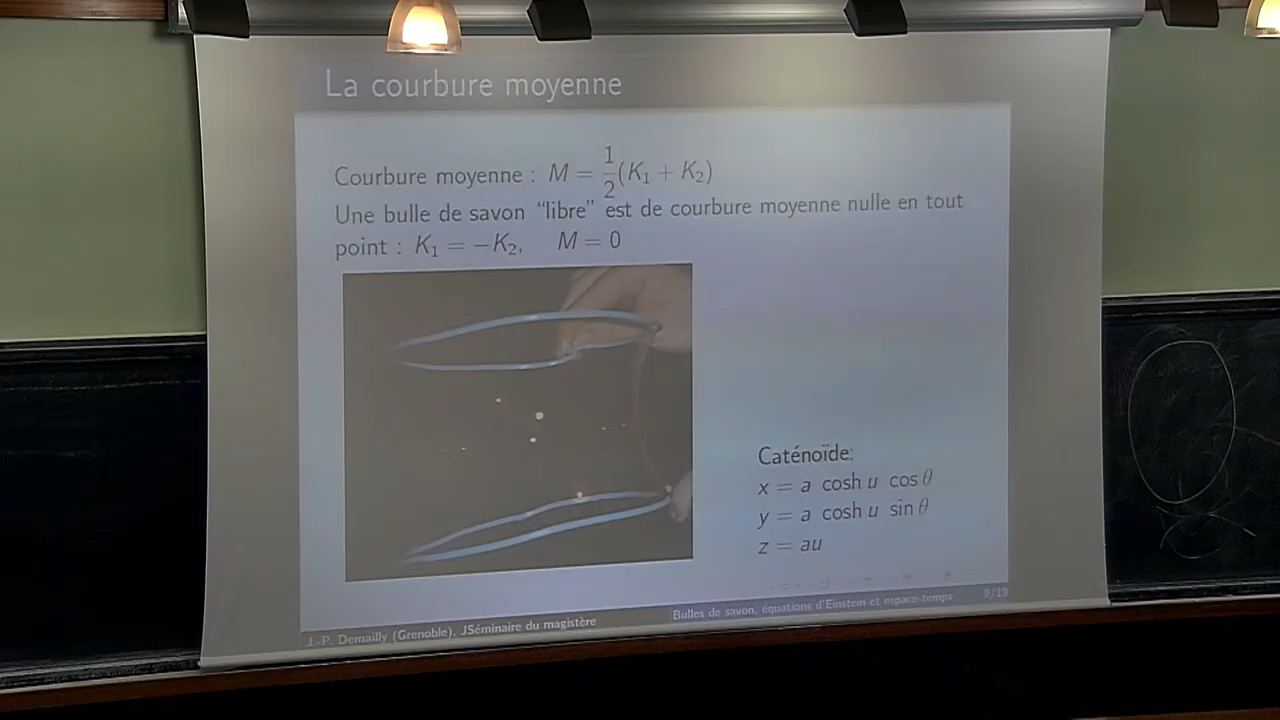 La courbure moyenne
Courbure moyenne : M = 1/2 (K₁ + K₂)
Une bulle de savon “libre” est de courbure moyenne nulle en tout
point : K₁ = −K₂, M = 0
Caténoïde:
x = a cosh u cos θ
y = a cosh u sin θ
z = au
J.-P. Demailly (Grenoble), JSéminaire du magistère
Bulles de savon, équations d'Einstein et espace-temps 9/19